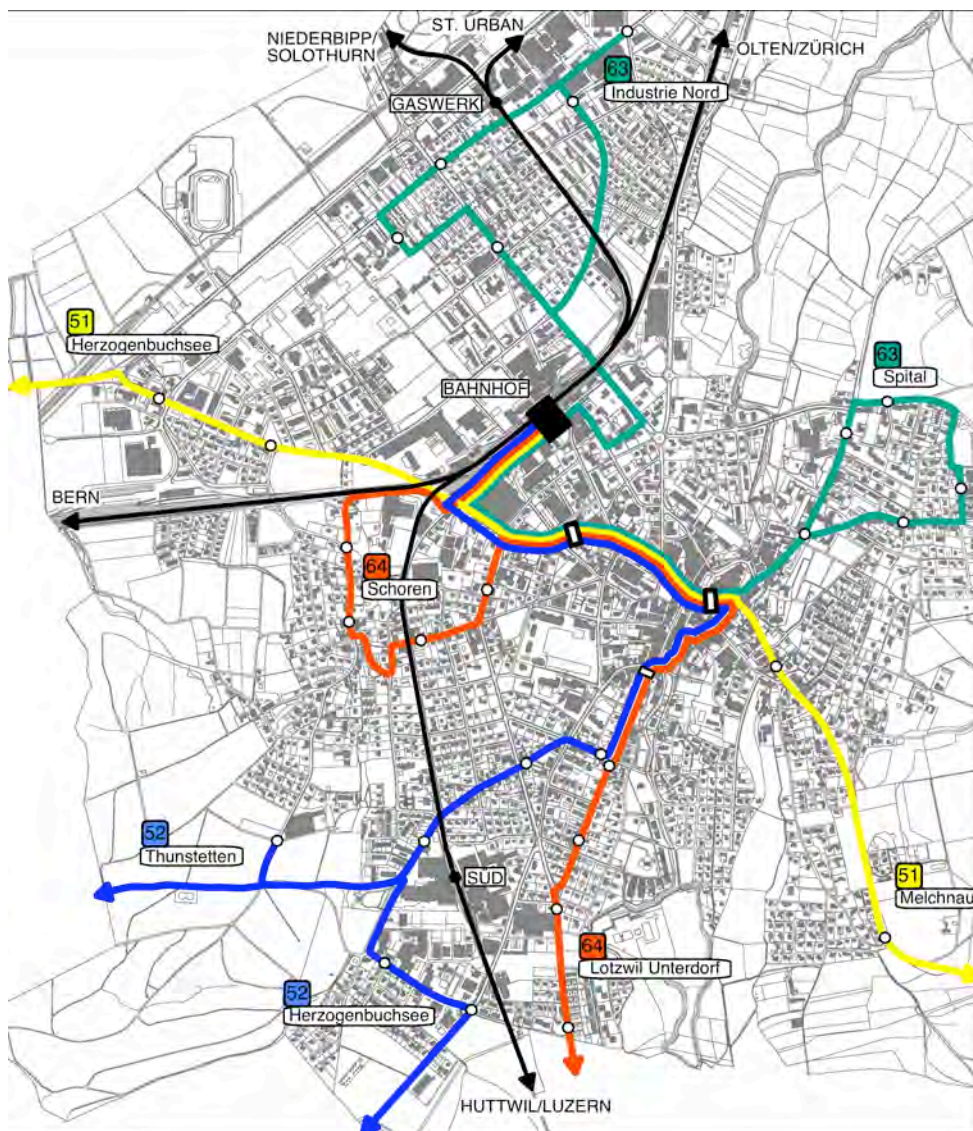 NIEDERBIPP/
SOLOTHURN
ST. URBAN
OLTEN/ZÜRICH
63
Industrie Nord
GASWERK
51
Herzogenbuchsee
BAHNHOF
63
Spital
BERN
64
Schoren
52
Thunstetten
SÜD
51
Melchnau
64
Lotzwil Unterdorf
52
Herzogenbuchsee
HUTTWIL/LUZERN